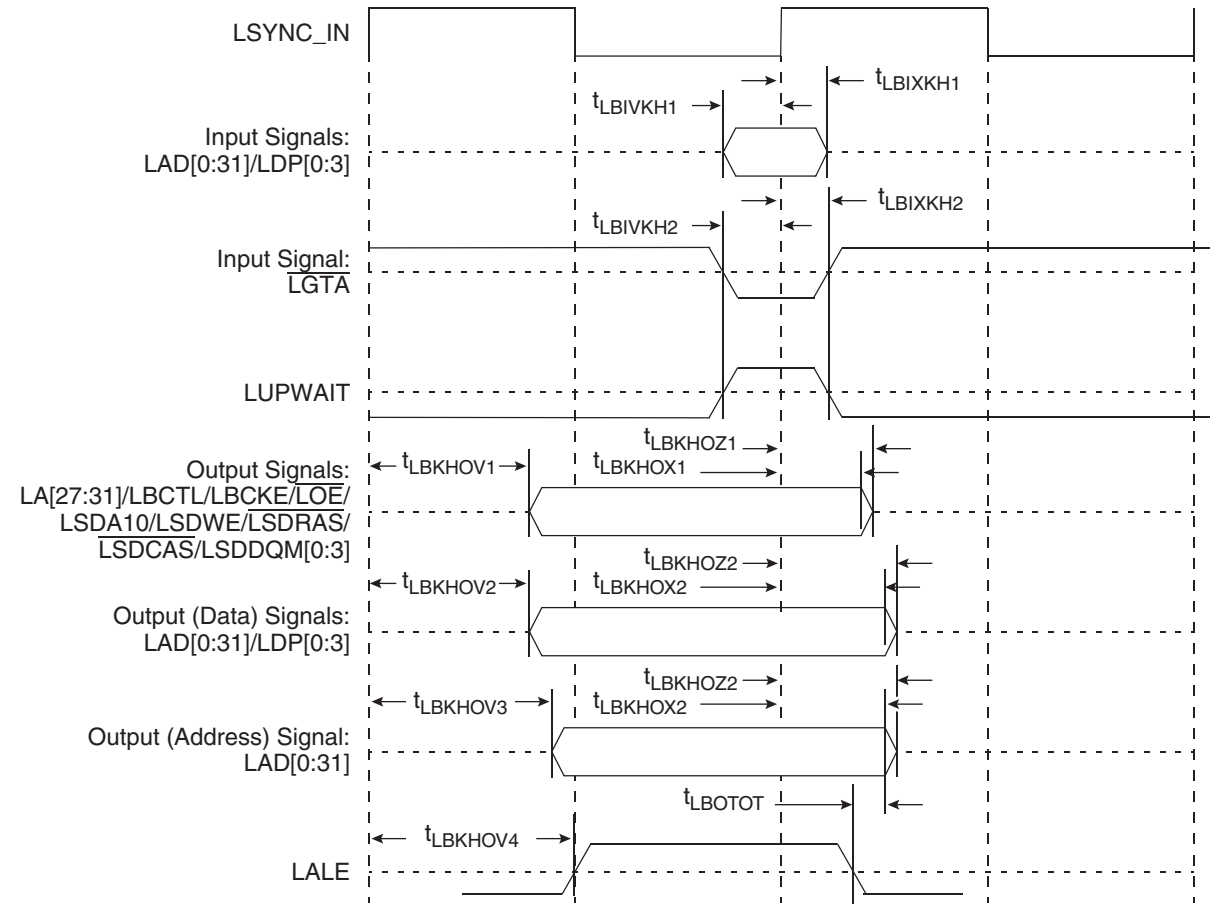 LSYNC_IN
tLBIXKH1
tLBIVKH1
Input Signals:
LAD[0:31]/LDP[0:3]
tLBIXKH2
tLBIVKH2
Input Signal:
LGTA
LUPWAIT
tLBKHOZ1
tLBKHOV1
tLBKHOX1
Output Signals:
LA[27:31]/LBCTL/LBCKE/LOE/
LSDA10/LSDWE/LSDRAS/
LSDCAS/LSDDQM[0:3]
tLBKHOZ2
tLBKHOV2
tLBKHOX2
Output (Data) Signals:
LAD[0:31]/LDP[0:3]
tLBKHOZ2
tLBKHOV3
tLBKHOX2
Output (Address) Signal:
LAD[0:31]
tLBOTOT
tLBKHOV4
LALE